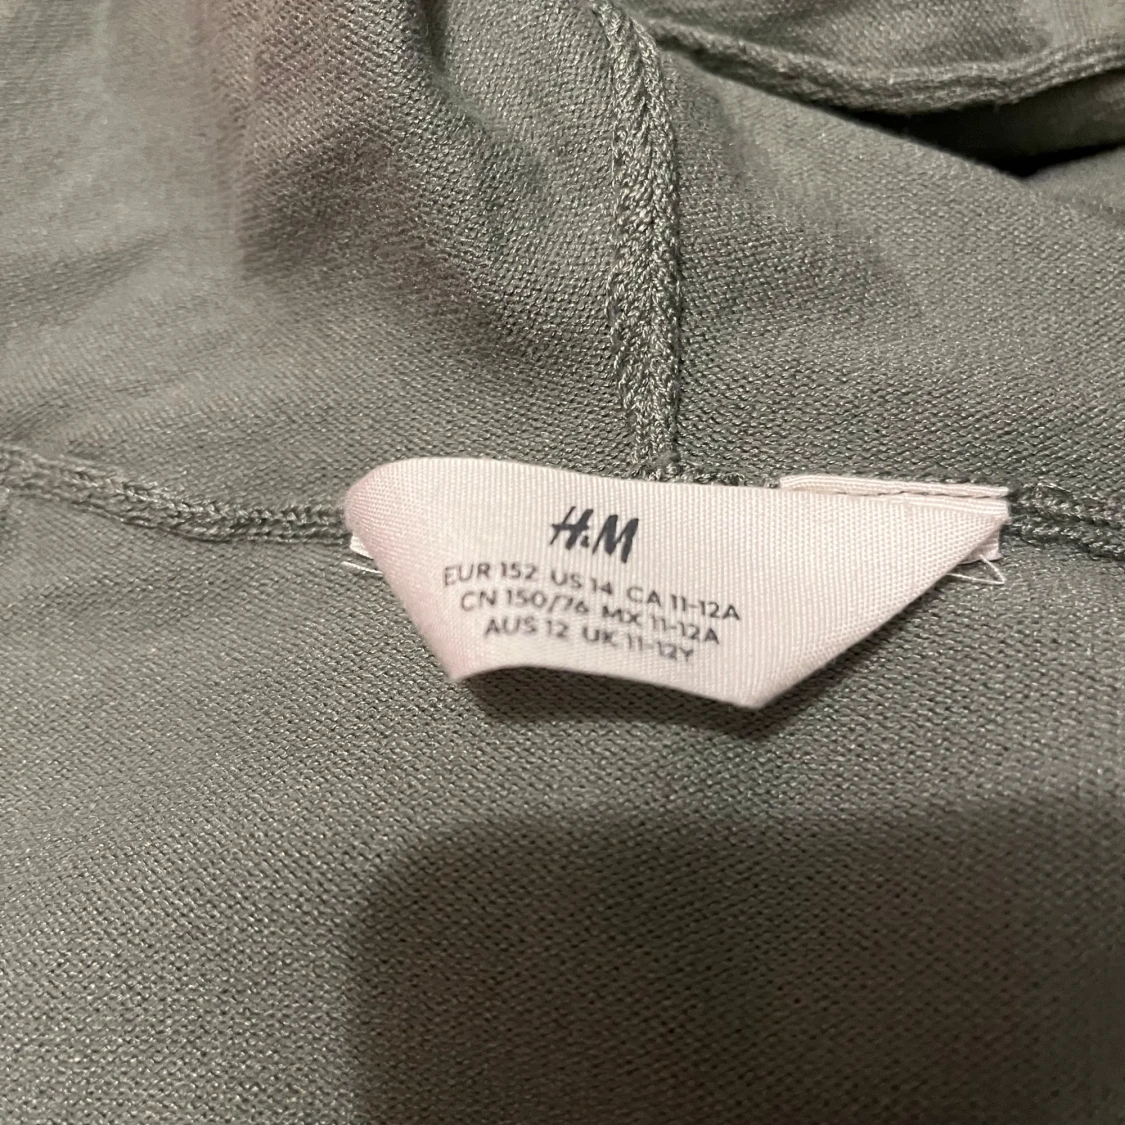 H&M
EUR 152 US 14 CA 11-12A
CN 150/76 MX 11-12A
AUS 12 UK 11-12Y